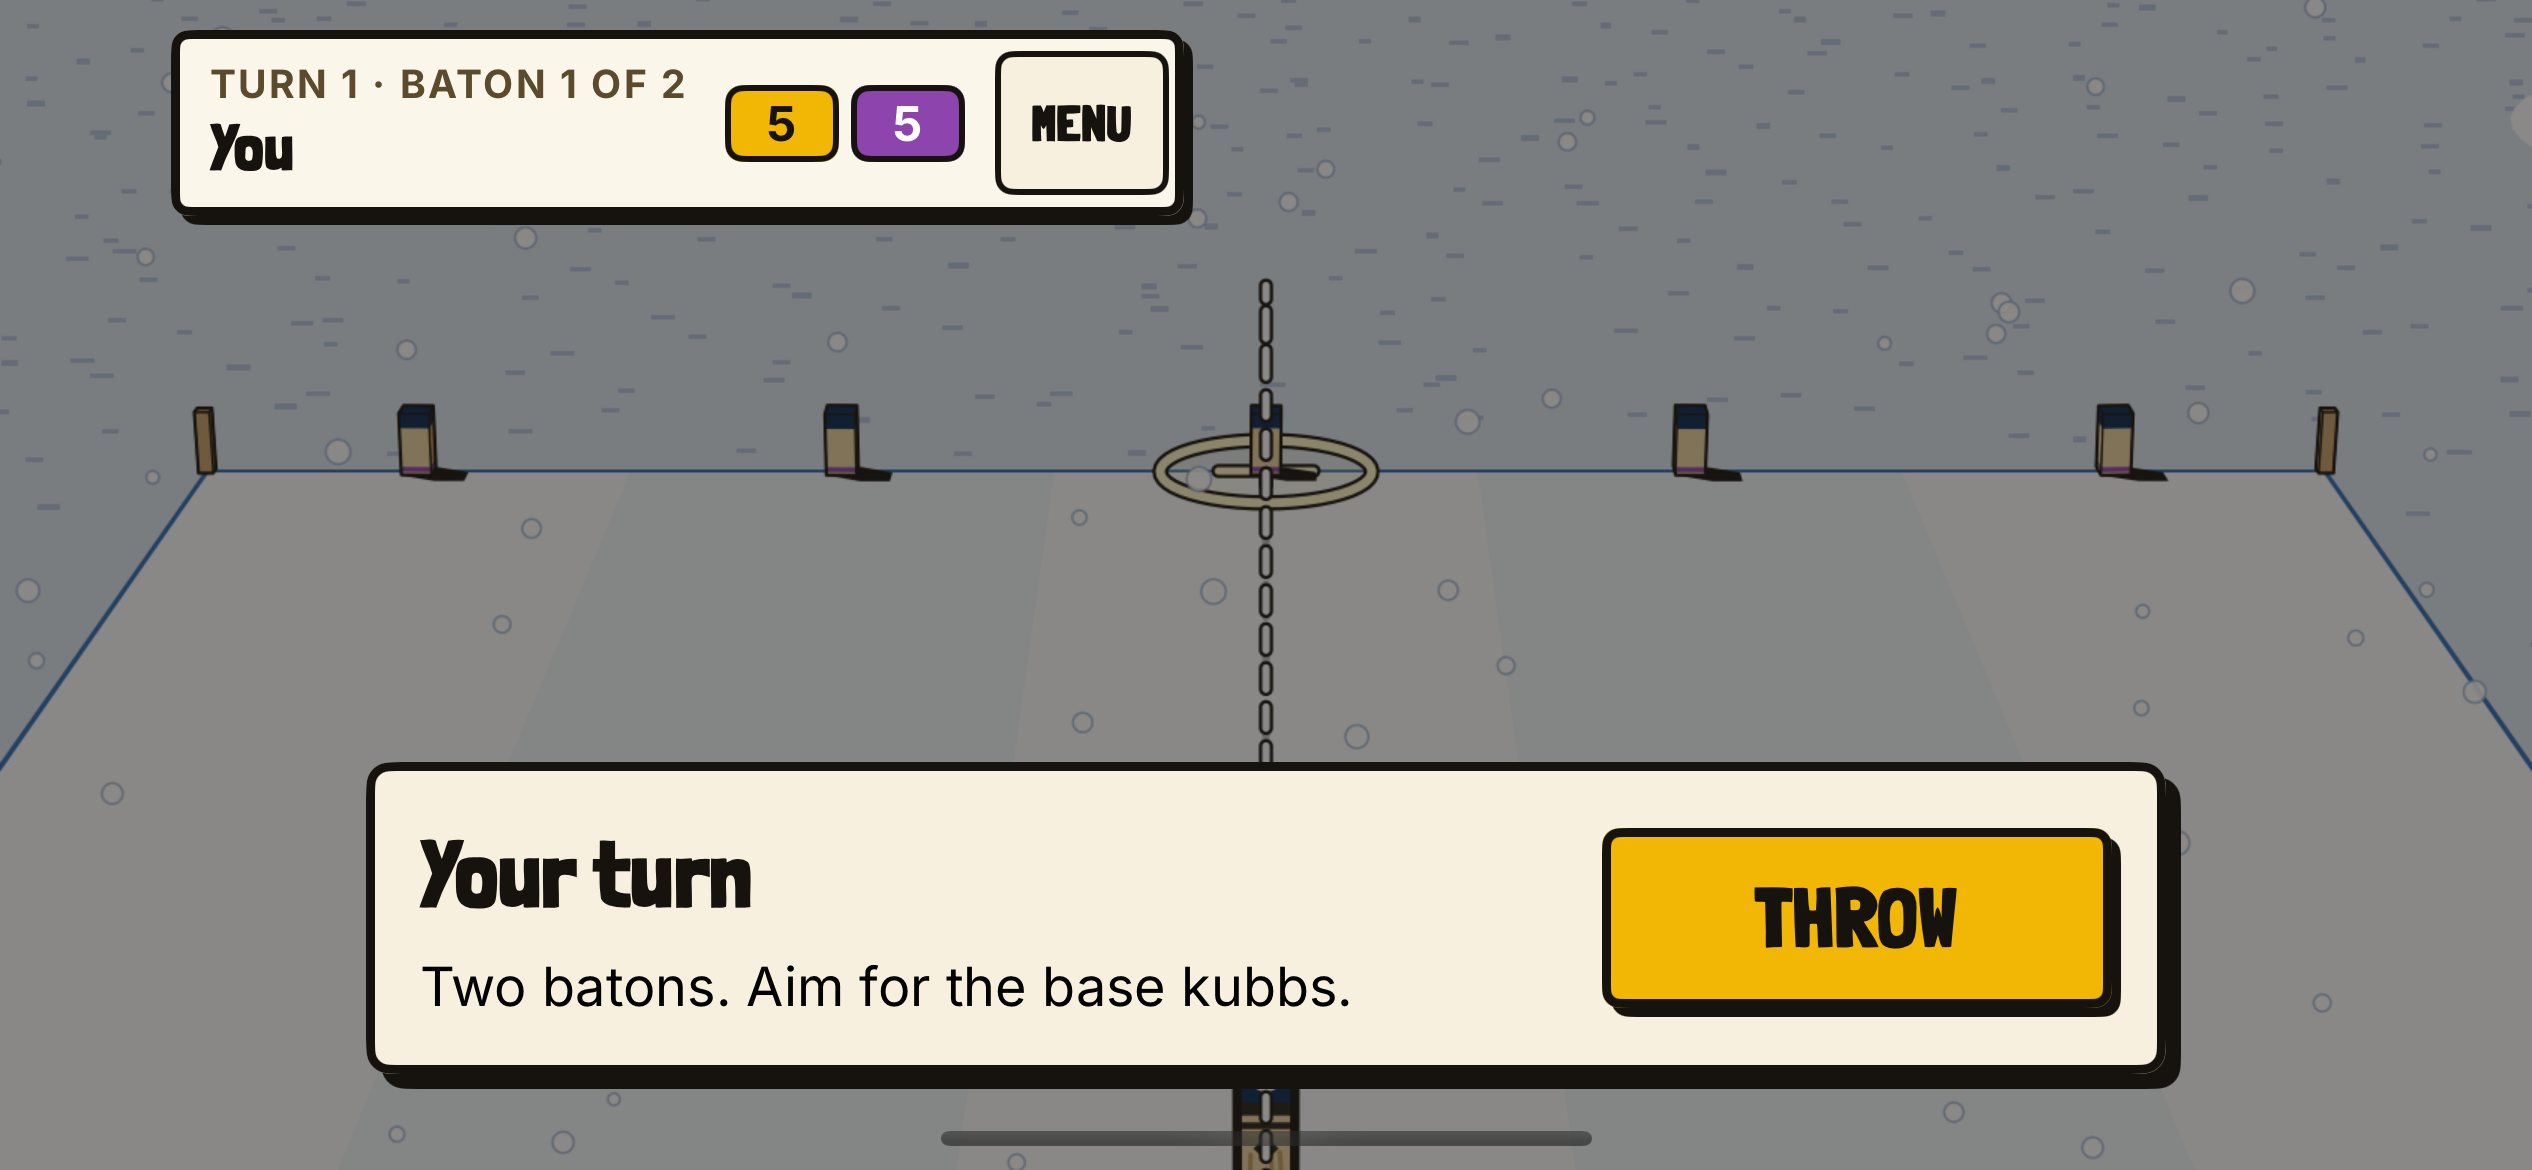 TURN 1 · BATON 1 OF 2
You
5 5
MENU
Your turn
Two batons. Aim for the base kubbs.
THROW